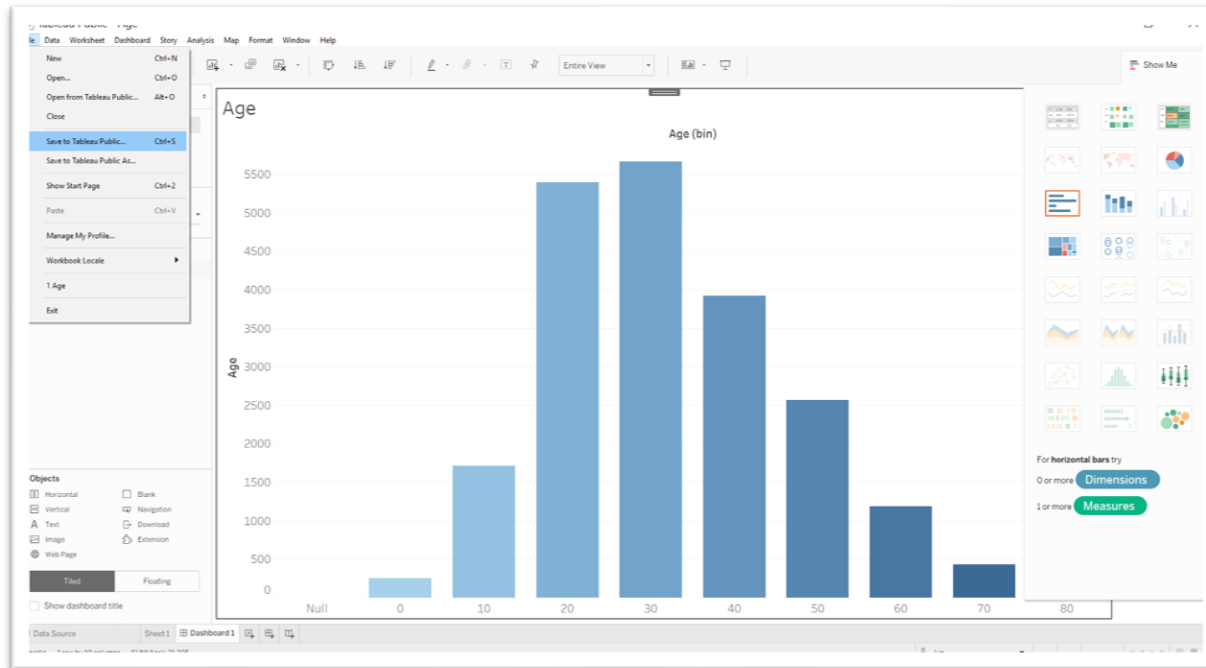 Data Worksheet Dashboard Story Analysis Map Format Window Help
New Ctrl+N
Open... Ctrl+O
Open from Tableau Public... Alt+O
Close
Save to Tableau Public... Ctrl+S
Save to Tableau Public As...
Show Start Page Ctrl+2
Paste Ctrl+V
Manage My Profile...
Workbook Locale
1 Age
Exit
Entire View
Show Me
Age
Age (bin)
5500
5000
4500
4000
3500
3000
2500
2000
1500
1000
500
0
Age
Null 0 10 20 30 40 50 60 70 80
For horizontal bars try
0 or more Dimensions
1 or more Measures
Objects
Horizontal Blank
Vertical Navigation
A Text Download
Image Extension
Web Page
Tiled Floating
Show dashboard title
Data Source Sheet 1 Dashboard 1